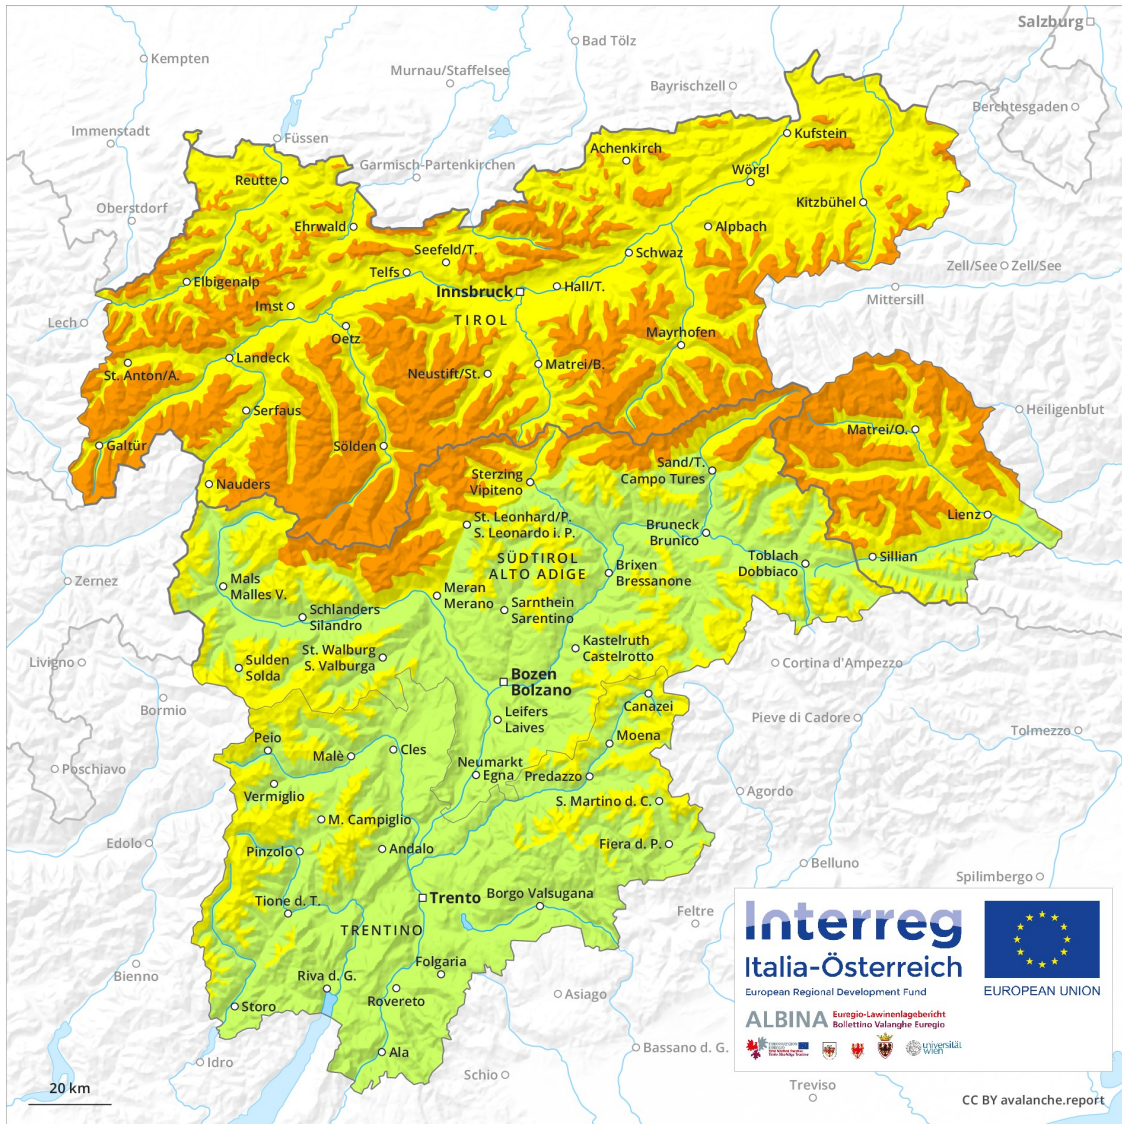 Salzburg
Bad Tölz
Kempten
Murnau/Staffelsee
Bayrischzell
Berchtesgaden
Immenstadt
Füssen
Kufstein
Achenkirch
Garmisch-Partenkirchen
Wörgl
Reutte
Oberstdorf
Kitzbühel
Ehrwald
Alpbach
Seefeld/T.
Schwaz
Zell/See
Zell/See
Telfs
Elbigenalp
Innsbruck
Hall/T.
Mittersill
Imst
TIROL
Lech
Oetz
Mayrhofen
Landeck
Matrei/B.
St. Anton/A.
Neustift/St.
Serfaus
Heiligenblut
Matrei/O.
Galtür
Sölden
Sand/T.
Campo Tures
Sterzing
Vipiteno
Nauders
St. Leonhard/P.
S. Leonardo i. P.
Lienz
Bruneck
Brunico
SÜDTIROL
ALTO ADIGE
Toblach
Dobbiaco
Sillian
Brixen
Bressanone
Zernez
Mals
Malles V.
Meran
Merano
Sarnthein
Sarentino
Schlanders
Silandro
Kastelruth
Castelrotto
St. Walburg
S. Valburga
Livigno
Sulden
Solda
Cortina d'Ampezzo
Bozen
Bolzano
Bormio
Canazei
Leifers
Laives
Pieve di Cadore
Tolmezzo
Peio
Moena
Malè
Cles
Neumarkt
Egna
Predazzo
Poschiavo
Vermiglio
Agordo
S. Martino d. C.
M. Campiglio
Edolo
Pinzolo
Andalo
Fiera d. P.
Belluno
Spilimbergo
Tione d. T.
Trento
Borgo Valsugana
Feltre
TRENTINO
Folgaria
Bienno
Riva d. G.
Rovereto
Asiago
Storo
Ala
Bassano d. G.
Idro
Schio
Treviso
20 km
Interreg
Italia-Österreich
European Regional Development Fund
EUROPEAN UNION
ALBINA
Euregio-Lawinenlagebericht
Bollettino Valanghe Euregio
universität
wien
CC BY avalanche.report